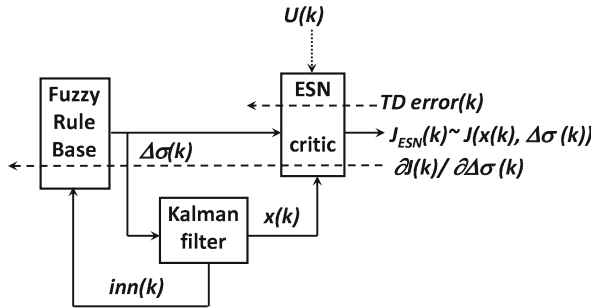 U(k)
Fuzzy
Rule
Base
ESN
critic
TD error(k)
J_ESN(k)~ J(x(k), Δσ (k))
Δσ(k)
∂J(k)/ ∂Δσ (k)
Kalman
filter
x(k)
inn(k)